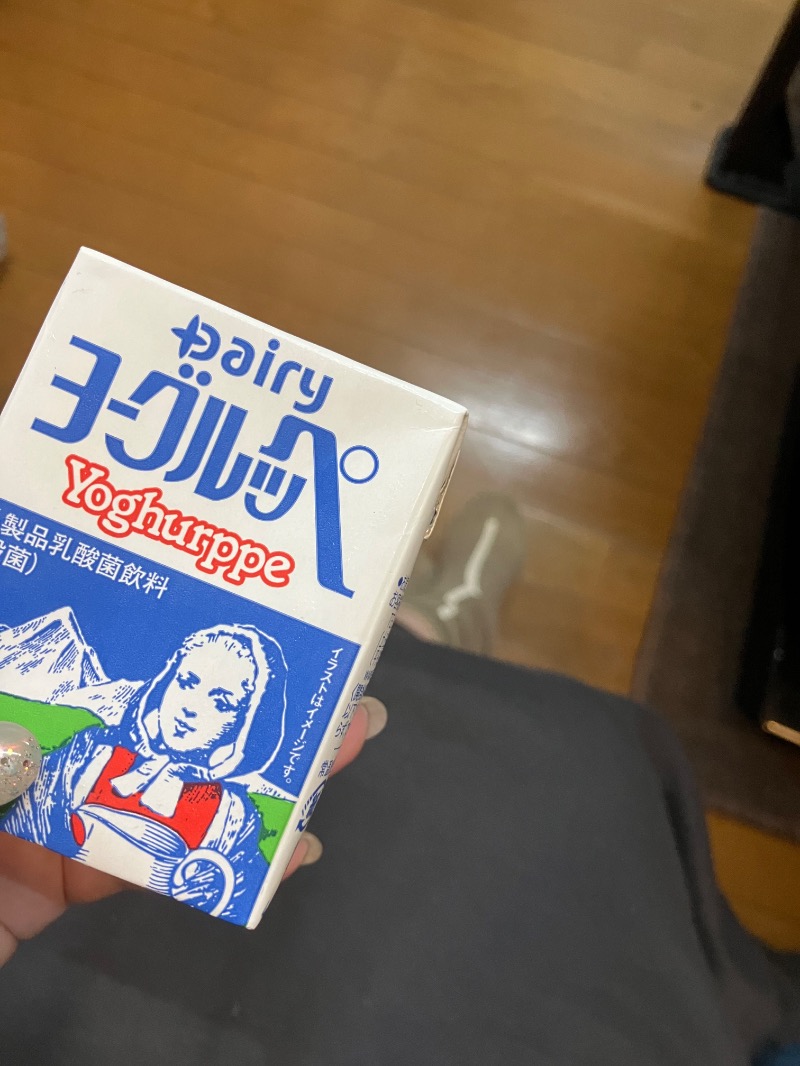 Dairy
ヨーグルッペ
Yoghurppe
製品乳酸菌飲料
菌）
イラストはイメージです。